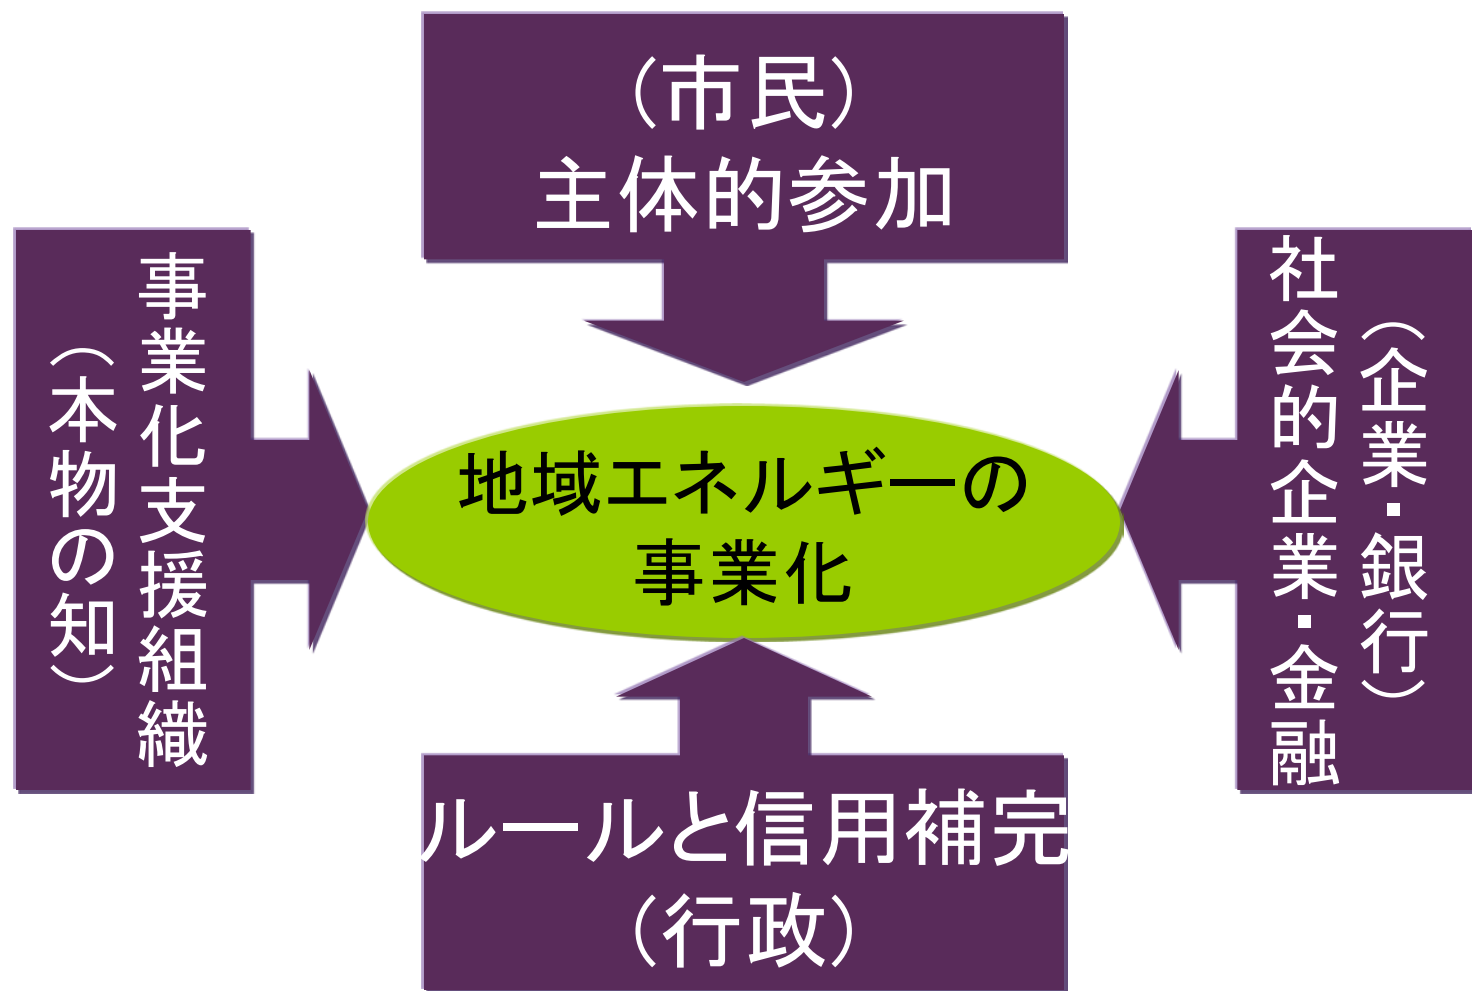 （市民）
主体的参加
事業化支援組織
（本物の知）
地域エネルギーの
事業化
（企業・銀行）
社会的企業・金融
ルールと信用補完
（行政）